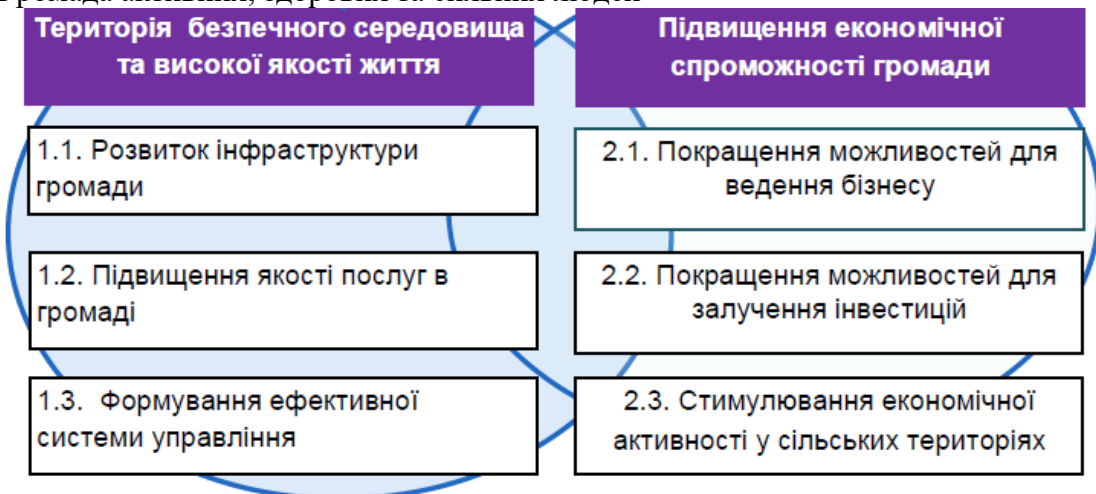 Територія безпечного середовища
та високої якості життя
1.1. Розвиток інфраструктури
громади
1.2. Підвищення якості послуг в
громаді
1.3. Формування ефективної
системи управління
Підвищення економічної
спроможності громади
2.1. Покращення можливостей для
ведення бізнесу
2.2. Покращення можливостей для
залучення інвестицій
2.3. Стимулювання економічної
активності у сільських територіях